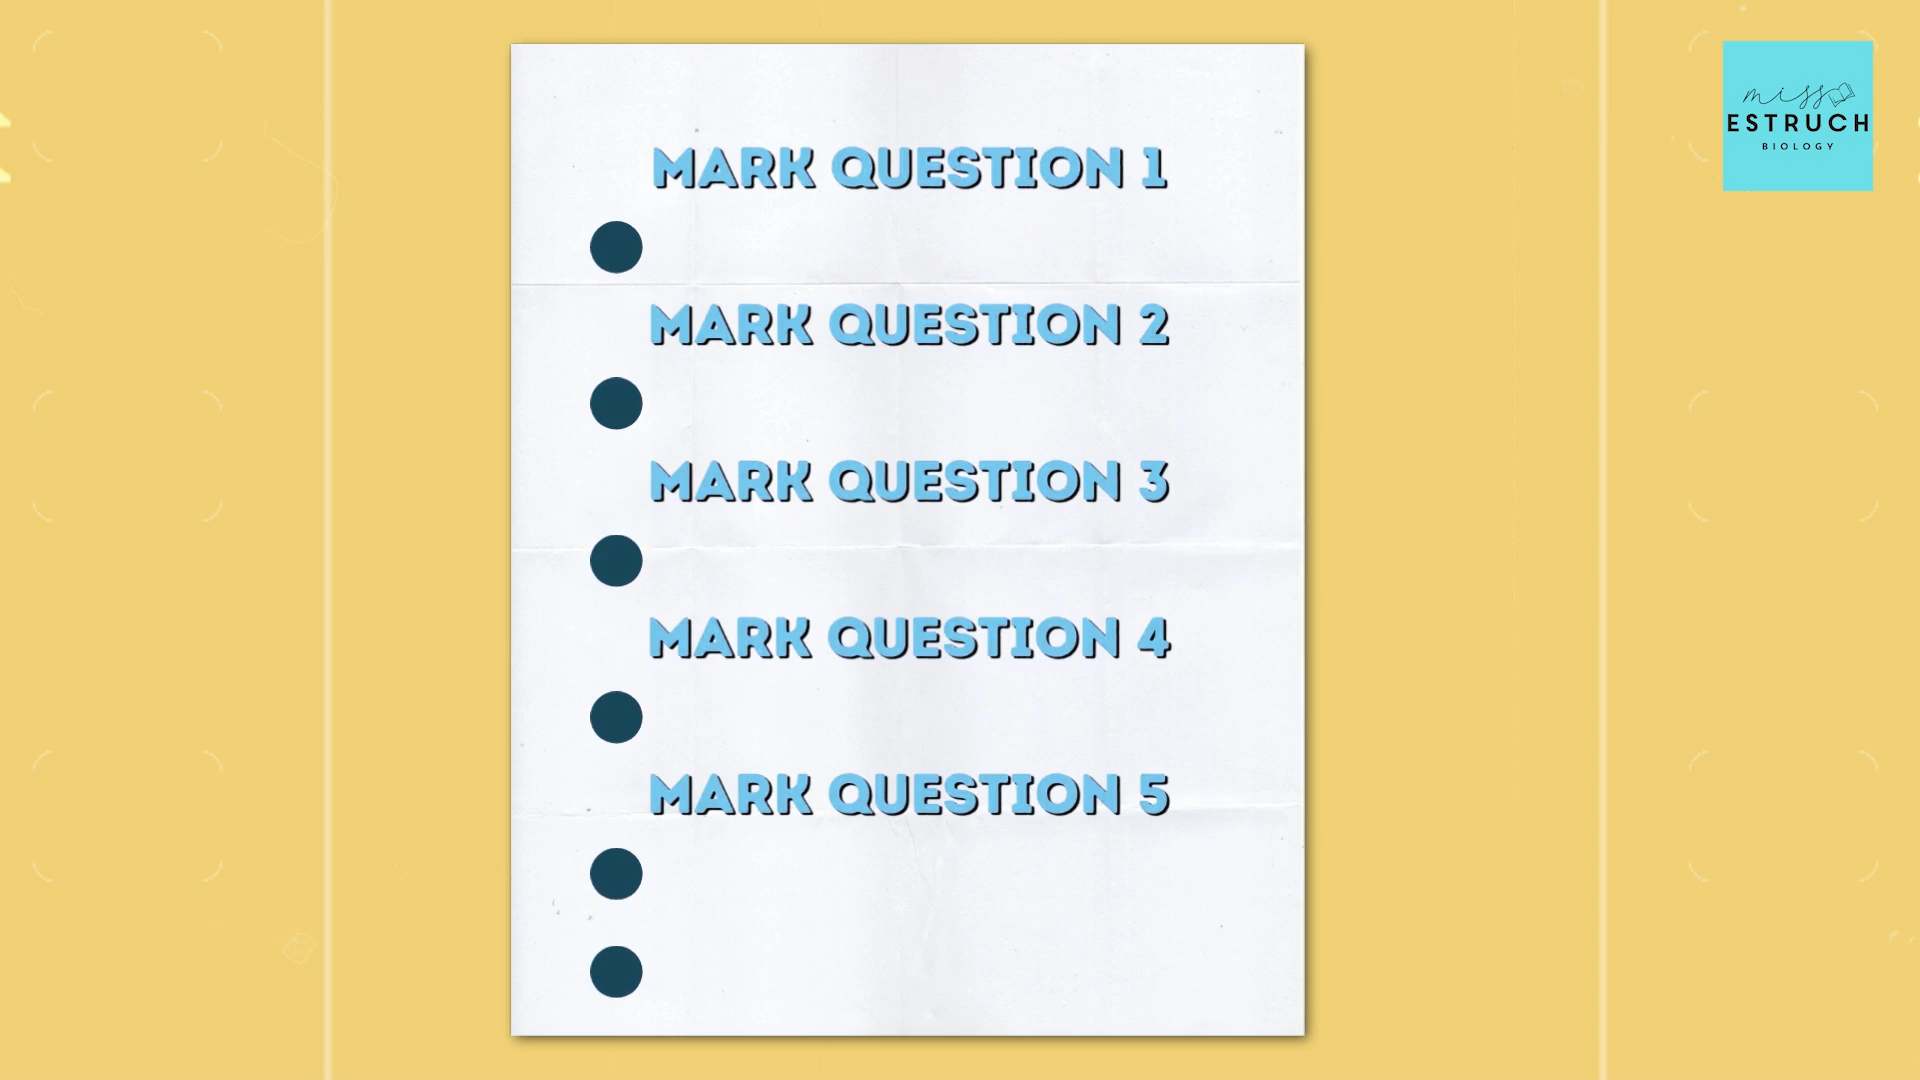 MARK QUESTION 1
MARK QUESTION 2
MARK QUESTION 3
MARK QUESTION 4
MARK QUESTION 5
miss
ESTRUCH
BIOLOGY